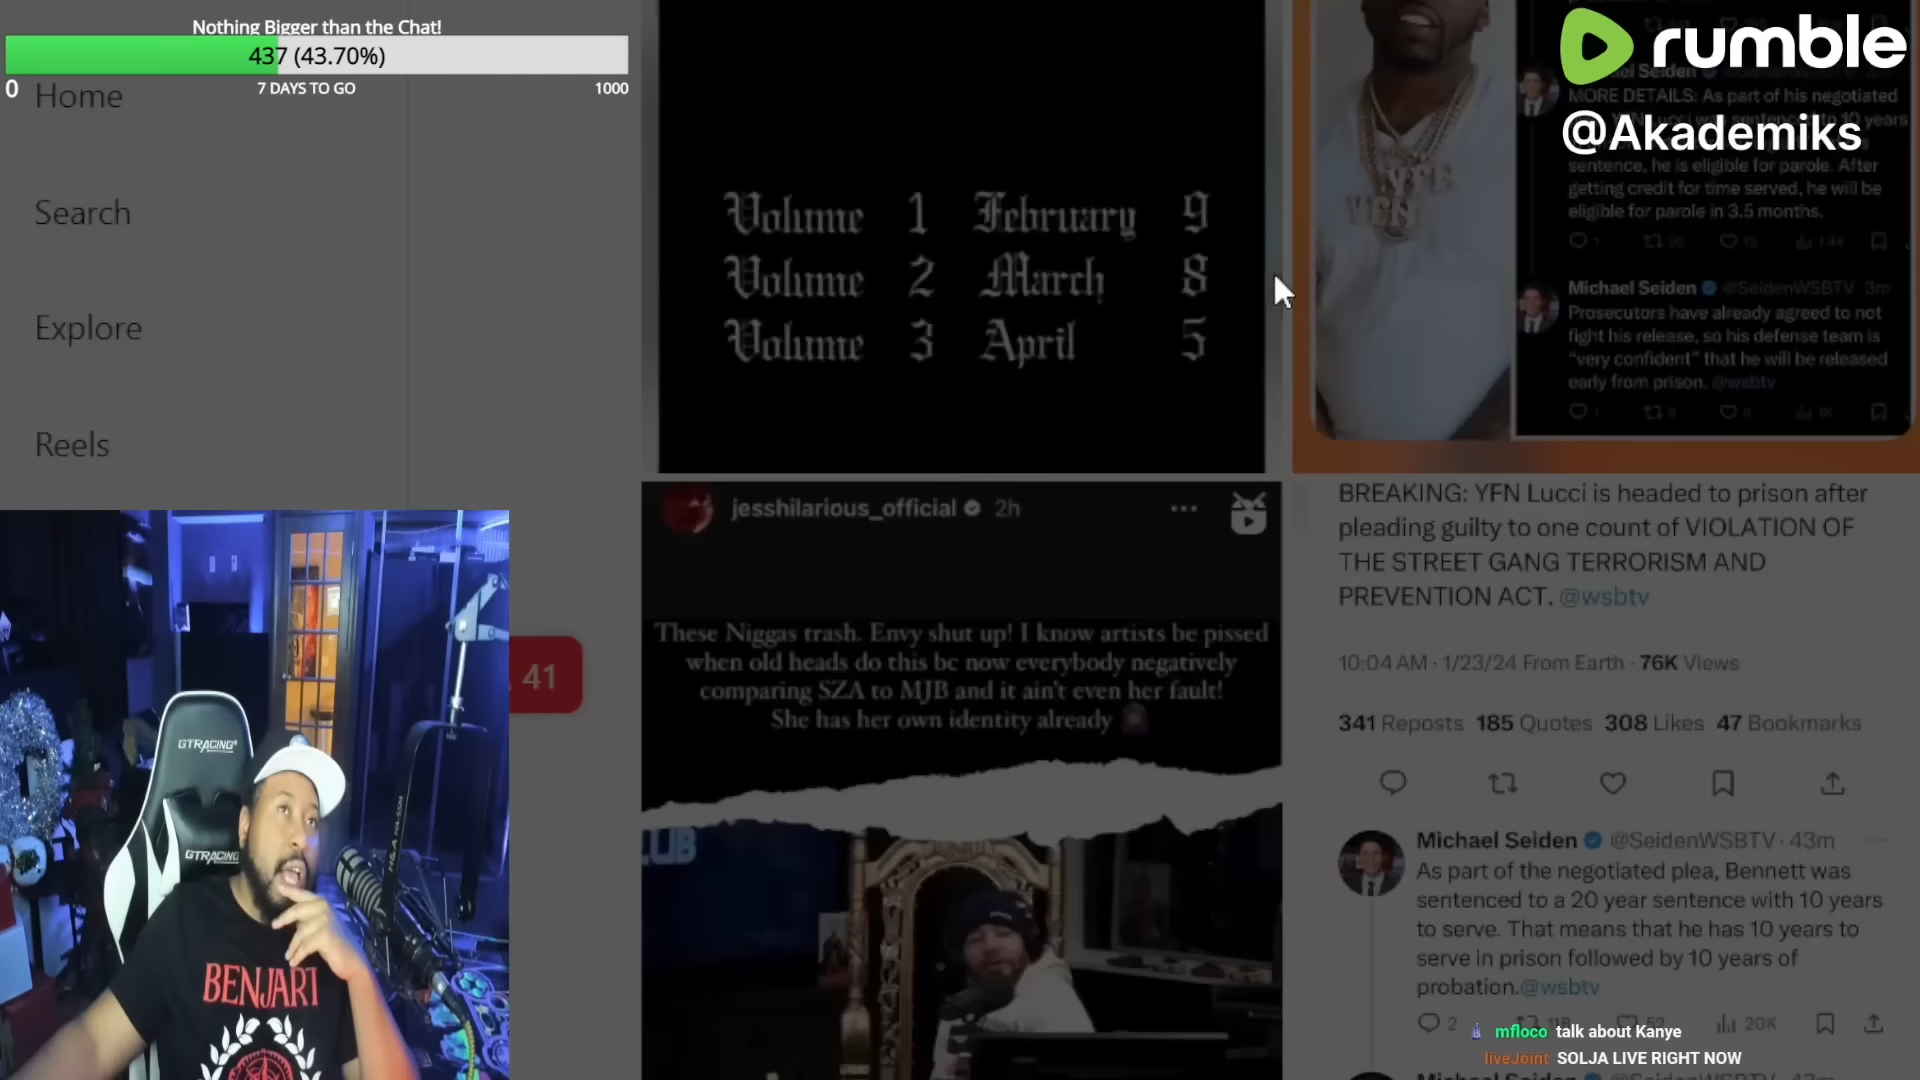 Nothing Bigger than the Chat!
437 (43.70%)
0
7 DAYS TO GO
1000
Home
Search
Explore
Reels
41
Volume 1 February 9
Volume 2 March 8
Volume 3 April 5
rumble
@Akademiks
MORE DETAILS: As part of his negotiated
sentence, he is eligible for parole. After
getting credit for time served, he will be
eligible for parole in 3.5 months.
Michael Seiden @SeidenWSBTV 3m
Prosecutors have already agreed to not
fight his release, so his defense team is
"very confident" that he will be released
early from prison. @wsbtv
jesshilarious_official 2h
These Niggas trash. Envy shut up! I know artists be pissed
when old heads do this bc now everybody negatively
comparing SZA to MJB and it ain't even her fault!
She has her own identity already
BREAKING: YFN Lucci is headed to prison after
pleading guilty to one count of VIOLATION OF
THE STREET GANG TERRORISM AND
PREVENTION ACT. @wsbtv
10:04 AM · 1/23/24 From Earth · 76K Views
341 Reposts 185 Quotes 308 Likes 47 Bookmarks
Michael Seiden @SeidenWSBTV · 43m
As part of the negotiated plea, Bennett was
sentenced to a 20 year sentence with 10 years
to serve. That means that he has 10 years to
serve in prison followed by 10 years of
probation.@wsbtv
2
20K
mfloco talk about Kanye
liveJoint SOLJA LIVE RIGHT NOW
GTRACING
GTRACING
BENJART